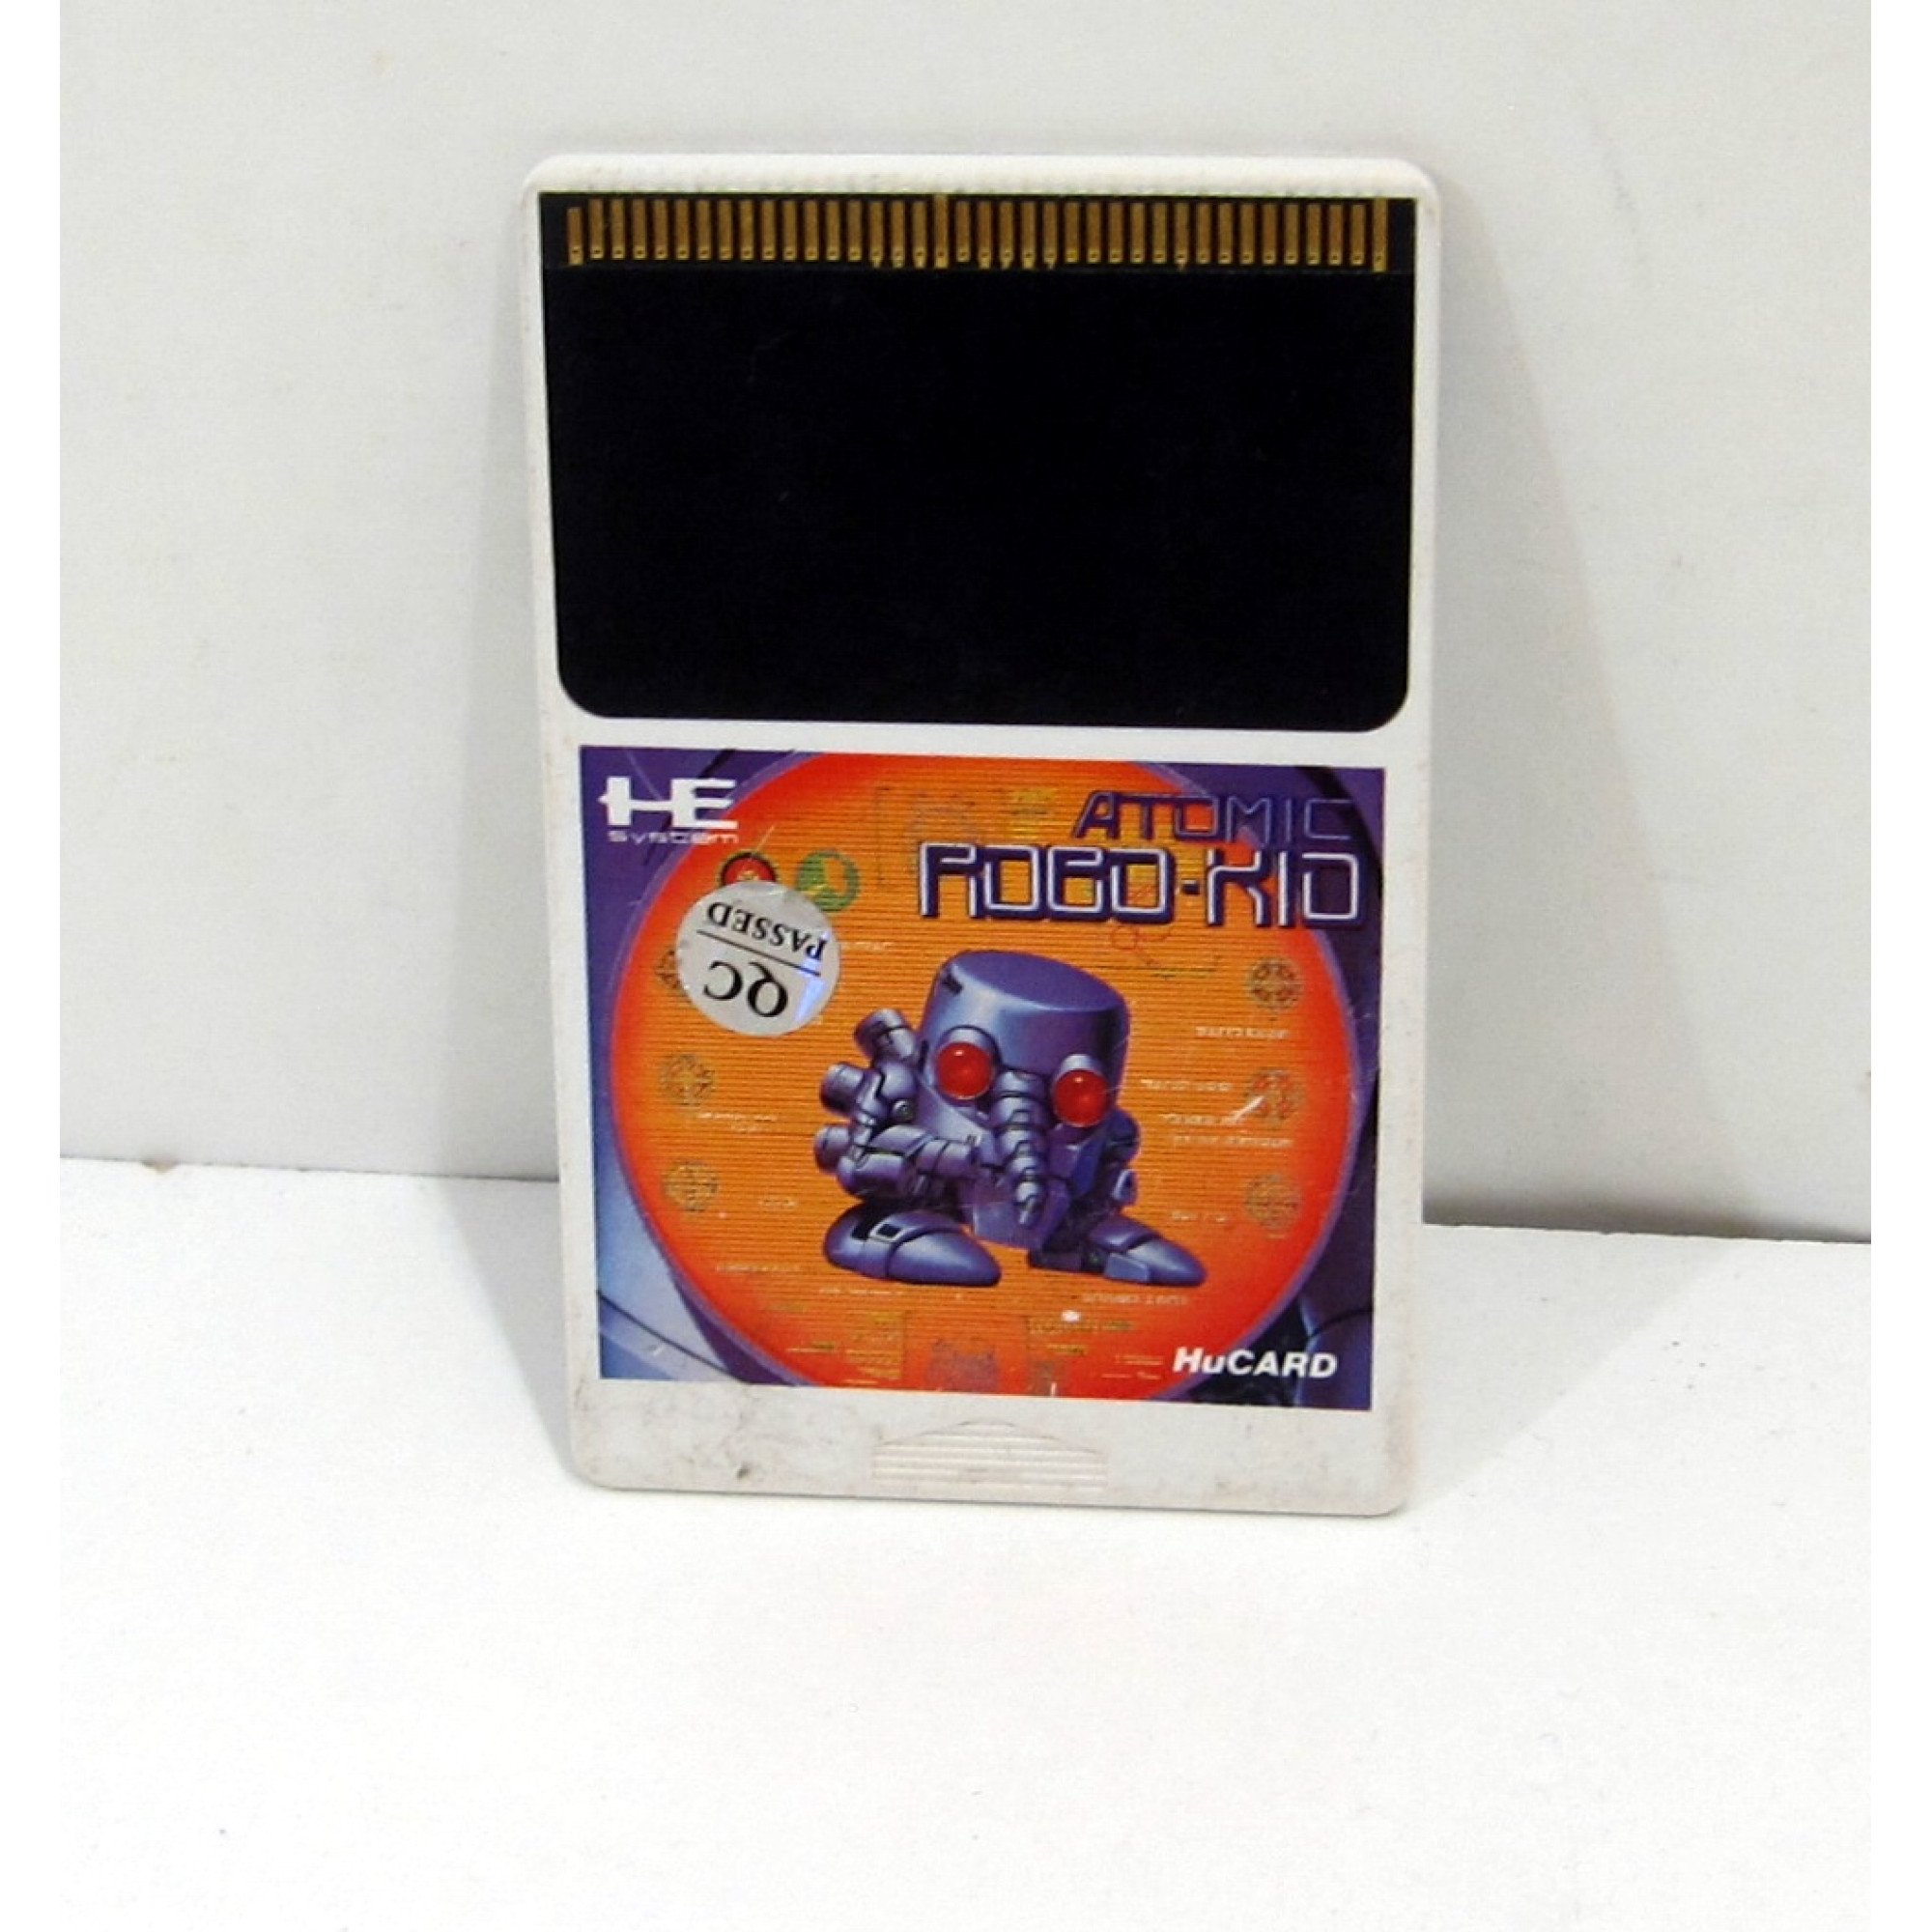 HE
system
ATOMIC
ROBO-KID
QC
PASSED
HuCARD